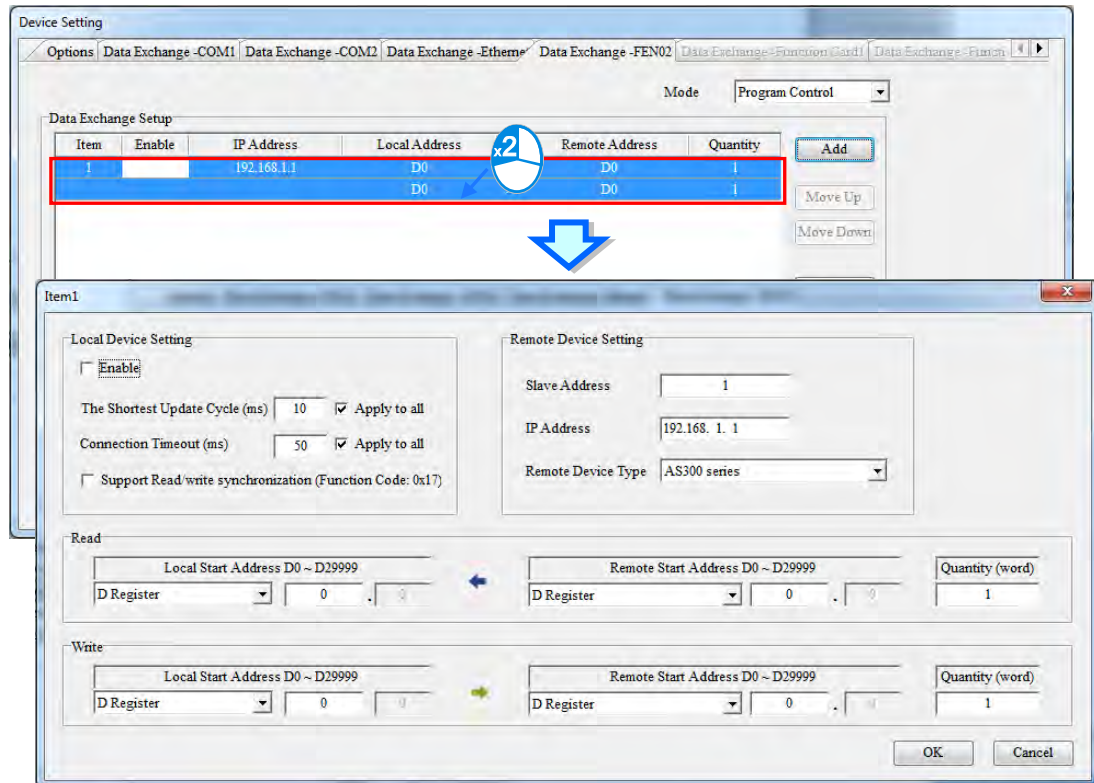 Device Setting
Options Data Exchange -COM1 Data Exchange -COM2 Data Exchange -Etherne Data Exchange -FEN02 Data Exchange -Function Card1 Data Exchange -Functi
Mode Program Control
Data Exchange Setup
Item Enable IP Address Local Address Remote Address Quantity
Add
1 192.168.1.1 D0 D0 1
D0 D0 1
x2
Move Up
Move Down
Item1
Local Device Setting
Remote Device Setting
Enable
Slave Address 1
The Shortest Update Cycle (ms) 10 Apply to all
IP Address 192.168. 1. 1
Connection Timeout (ms) 50 Apply to all
Remote Device Type AS300 series
Support Read/write synchronization (Function Code: 0x17)
Read
Local Start Address D0 ~ D29999 Remote Start Address D0 ~ D29999 Quantity (word)
D Register 0 . 0 D Register 0 . 0 1
Write
Local Start Address D0 ~ D29999 Remote Start Address D0 ~ D29999 Quantity (word)
D Register 0 0 D Register 0 . 0 1
OK Cancel